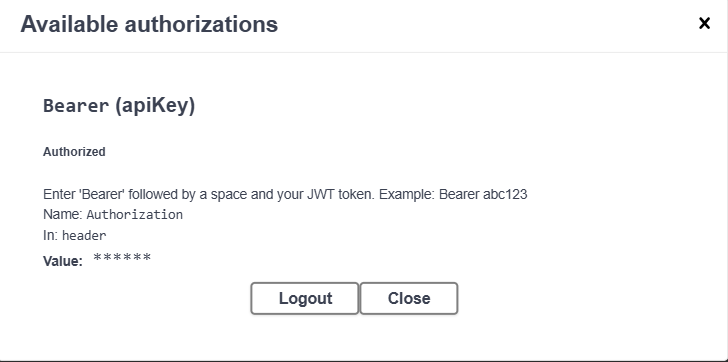 Available authorizations ×
Bearer (apiKey)
Authorized
Enter 'Bearer' followed by a space and your JWT token. Example: Bearer abc123
Name: Authorization
In: header
Value: ******
Logout Close